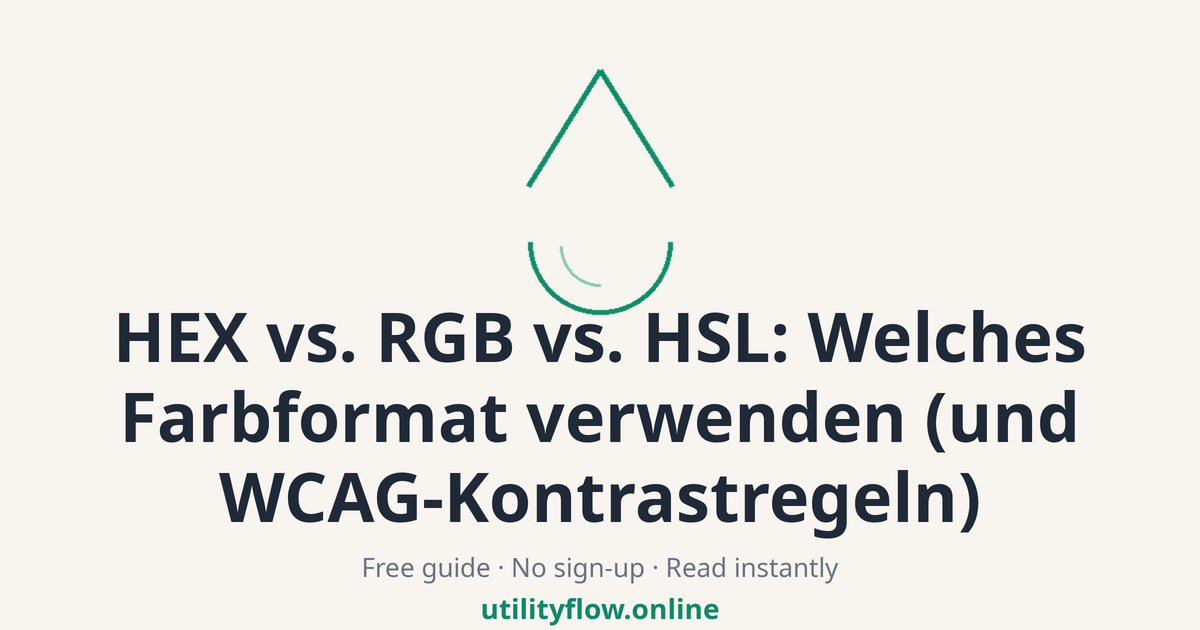 HEX vs. RGB vs. HSL: Welches
Farbformat verwenden (und
WCAG-Kontrastregeln)
Free guide · No sign-up · Read instantly
utilityflow.online